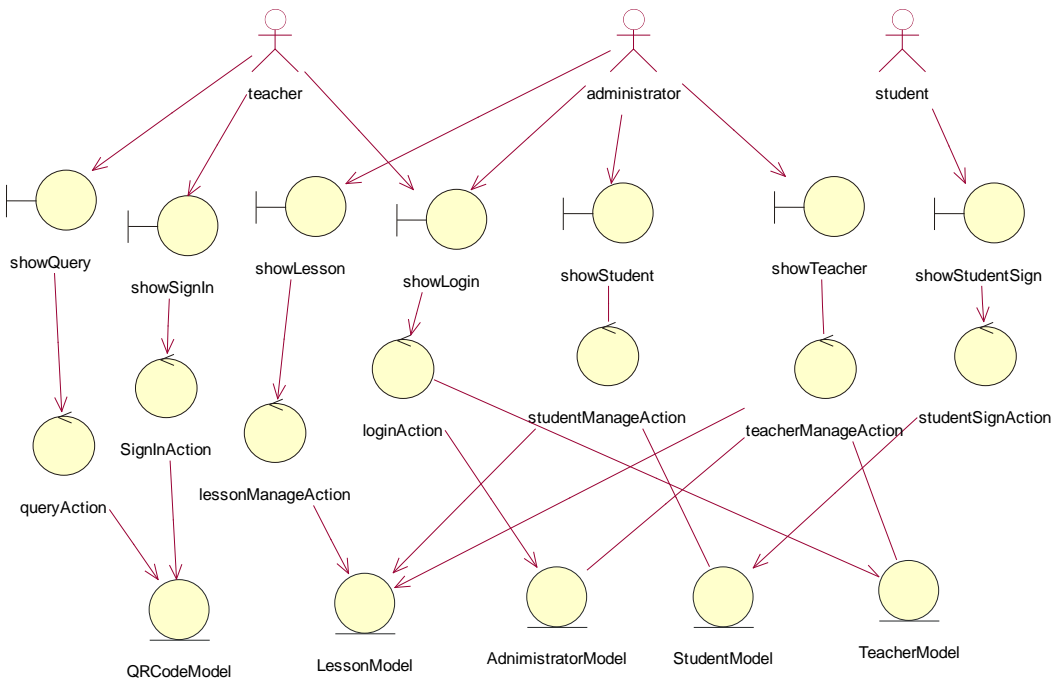 teacher
administrator
student
showQuery
showSignIn
showLesson
showLogin
showStudent
showTeacher
showStudentSign
queryAction
SignInAction
lessonManageAction
loginAction
studentManageAction
teacherManageAction
studentSignAction
QRCodeModel
LessonModel
AdnimistratorModel
StudentModel
TeacherModel